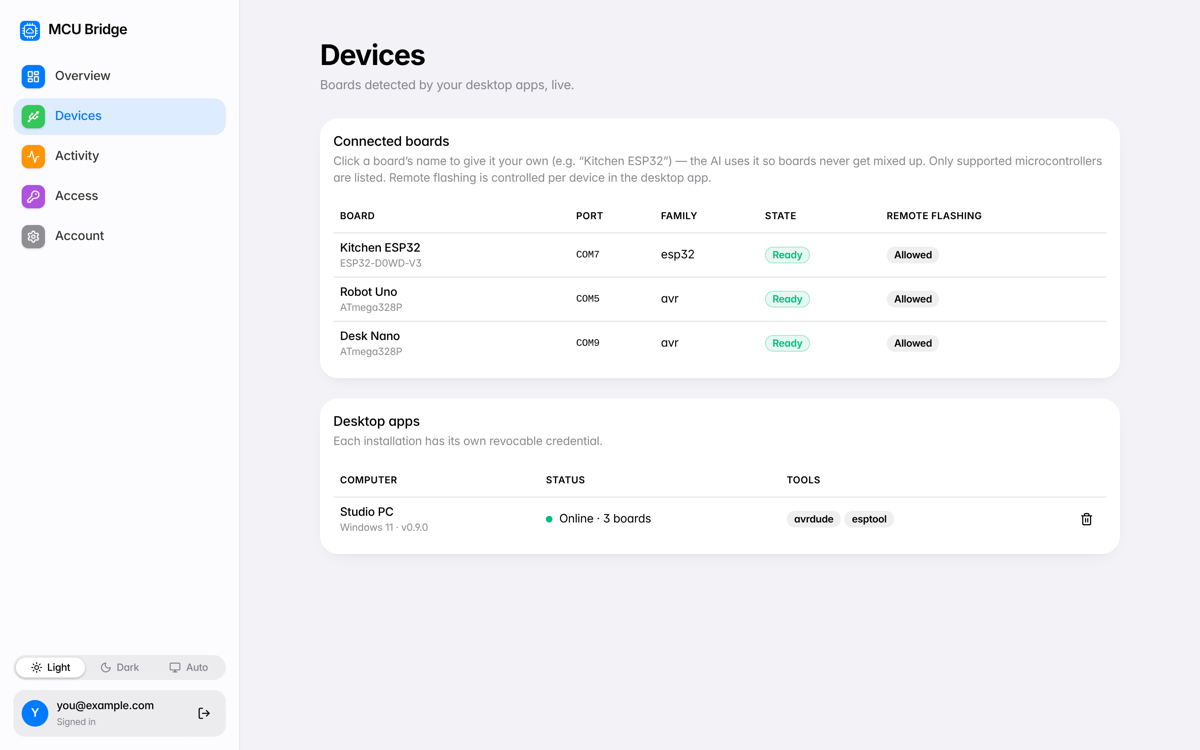 MCU Bridge
Overview
Devices
Activity
Access
Account
Light
Dark
Auto
Y
you@example.com
Signed in
Devices
Boards detected by your desktop apps, live.
Connected boards
Click a board's name to give it your own (e.g. “Kitchen ESP32”) — the AI uses it so boards never get mixed up. Only supported microcontrollers
are listed. Remote flashing is controlled per device in the desktop app.
BOARD PORT FAMILY STATE REMOTE FLASHING
Kitchen ESP32 COM7 esp32 Ready Allowed
ESP32-D0WD-V3
Robot Uno COM5 avr Ready Allowed
ATmega328P
Desk Nano COM9 avr Ready Allowed
ATmega328P
Desktop apps
Each installation has its own revocable credential.
COMPUTER STATUS TOOLS
Studio PC Online · 3 boards avrdude esptool
Windows 11 · v0.9.0